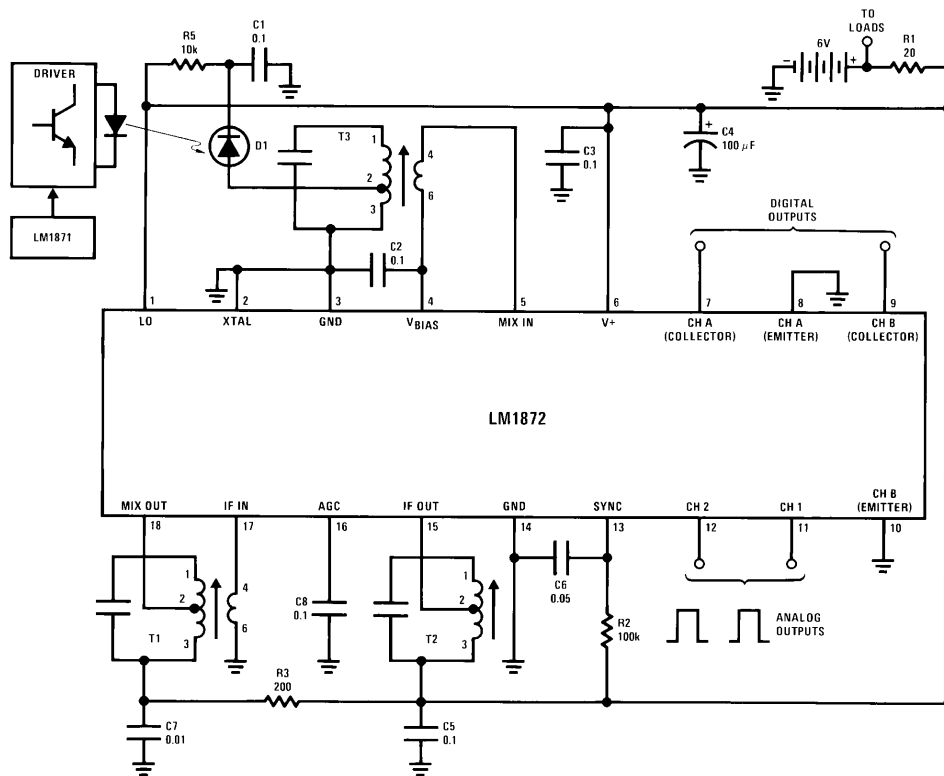 TO
LOADS
C1
0.1
R5
10k
6V
R1
20
- +
DRIVER
D1
T3
1
2
3
4
6
C3
0.1
+
C4
100 µF
LM1871
C2
0.1
DIGITAL
OUTPUTS
1
2
3
4
5
6
7
8
9
LO
XTAL
GND
VBIAS
MIX IN
V+
CH A
(COLLECTOR)
CH A
(EMITTER)
CH B
(COLLECTOR)
LM1872
MIX OUT
IF IN
AGC
IF OUT
GND
SYNC
CH 2
CH 1
CH B
(EMITTER)
18
17
16
15
14
13
12
11
10
1
2
3
4
6
T1
C8
0.1
1
2
3
T2
C6
0.05
R2
100k
ANALOG
OUTPUTS
R3
200
C7
0.01
C5
0.1